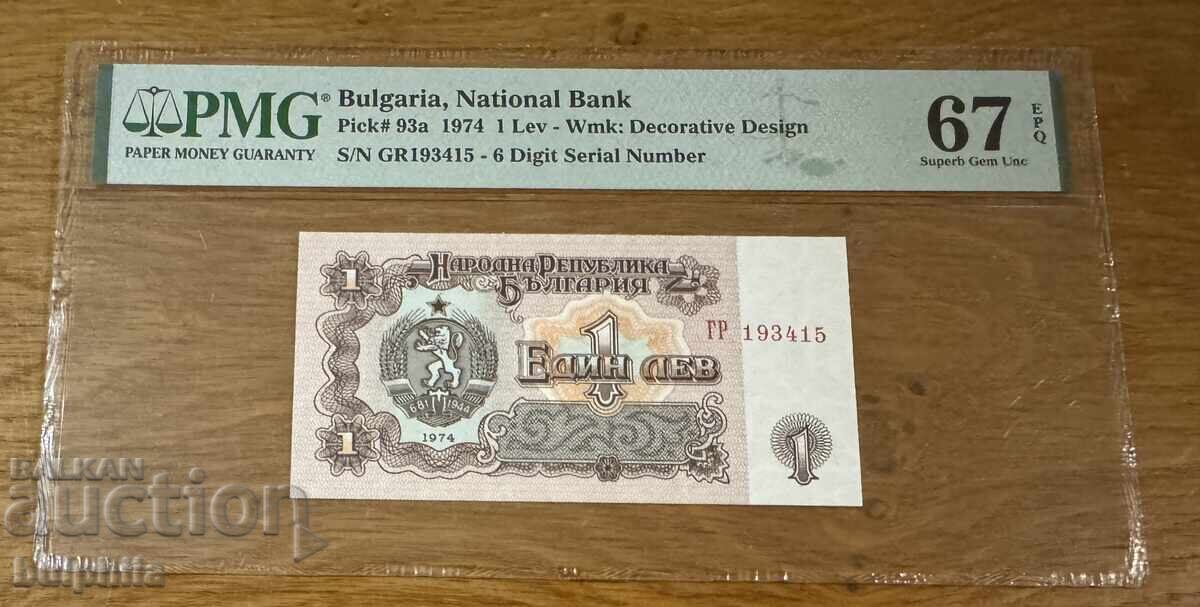 PMG®
PAPER MONEY GUARANTY
Bulgaria, National Bank
Pick# 93a 1974 1 Lev - Wmk: Decorative Design
S/N GR193415 - 6 Digit Serial Number
67
EPQ
Superb Gem Unc
1
НАРОДНА РЕПУБЛИКА
БЪЛГАРИЯ
1
ГР 193415
ЕДИН ЛЕВ
681 1944
1974
1
1
BALKAN
auction
Bulphila